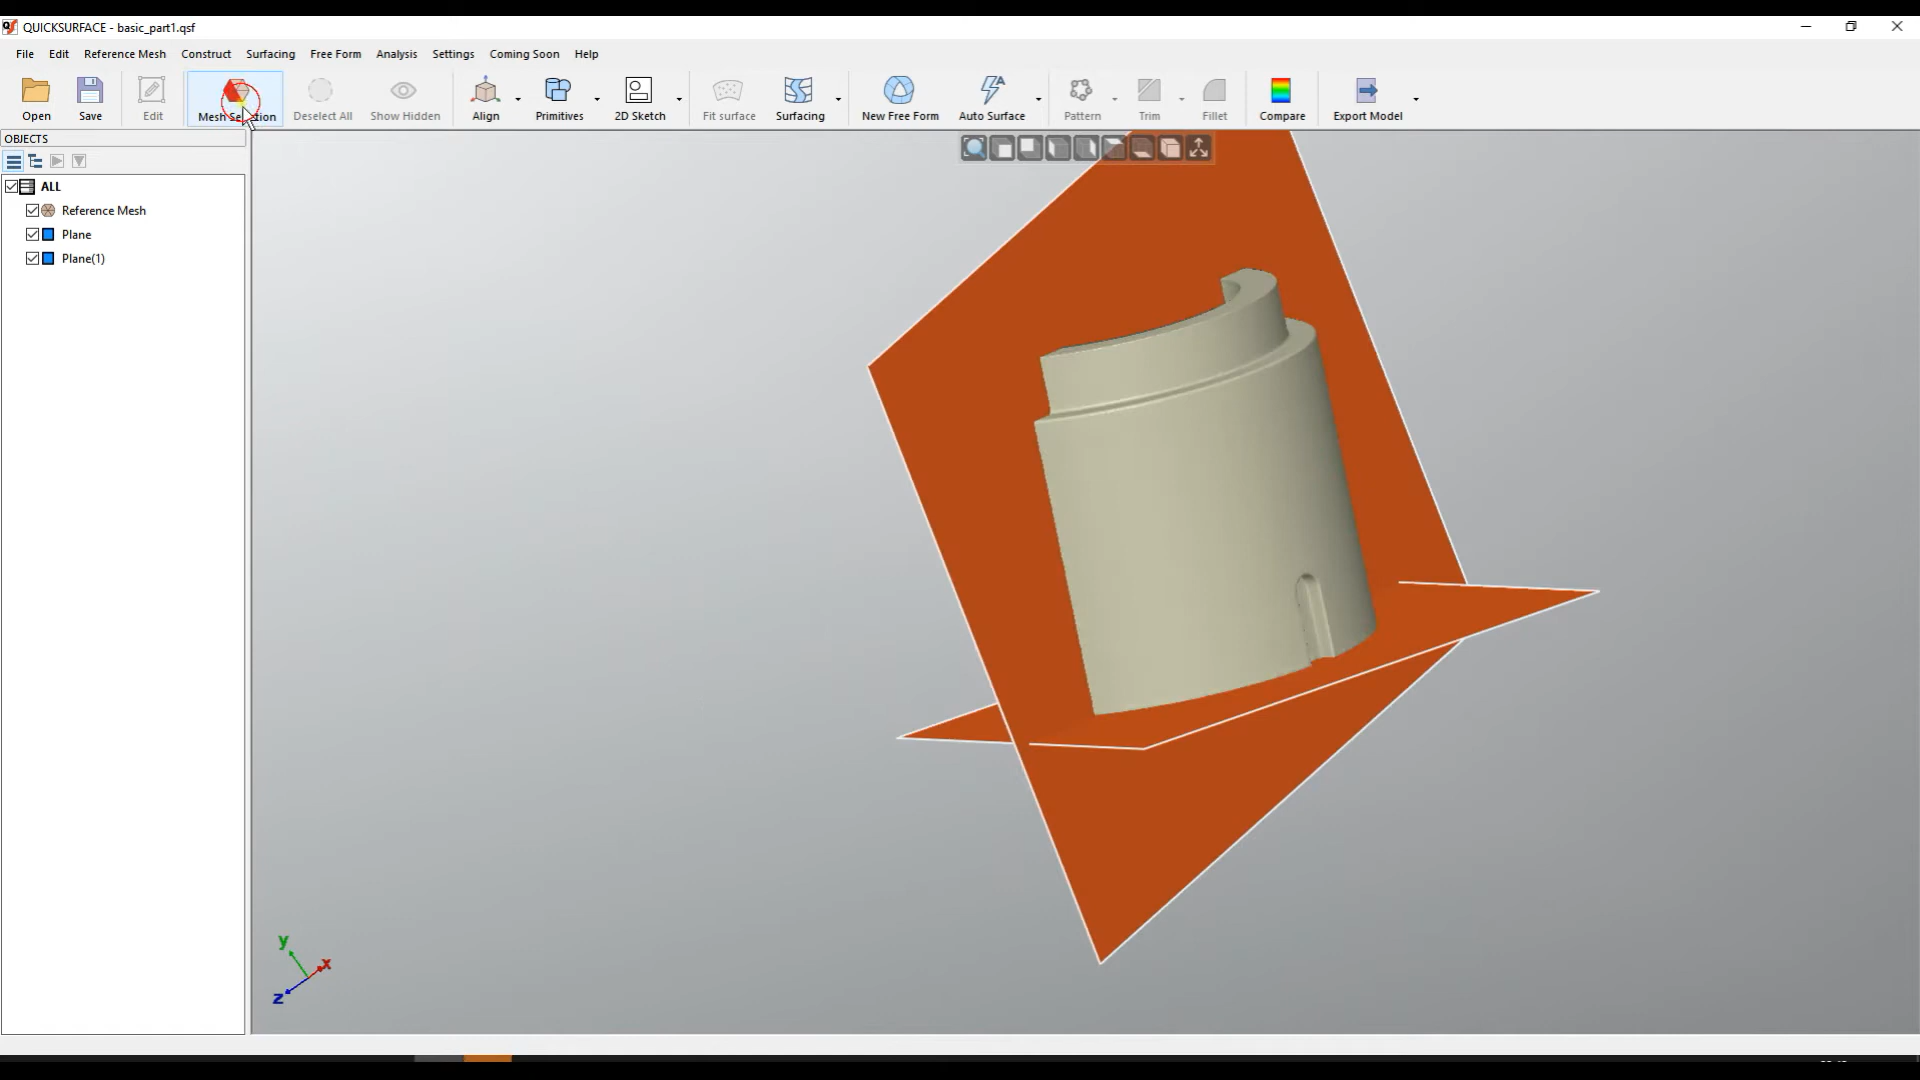 QUICKSURFACE - basic_part1.qsf
File Edit Reference Mesh Construct Surfacing Free Form Analysis Settings Coming Soon Help
Open Save Edit Mesh Selection Deselect All Show Hidden Align Primitives 2D Sketch Fit surface Surfacing New Free Form Auto Surface Pattern Trim Fillet Compare Export Model
OBJECTS
ALL
Reference Mesh
Plane
Plane(1)
y
x
z